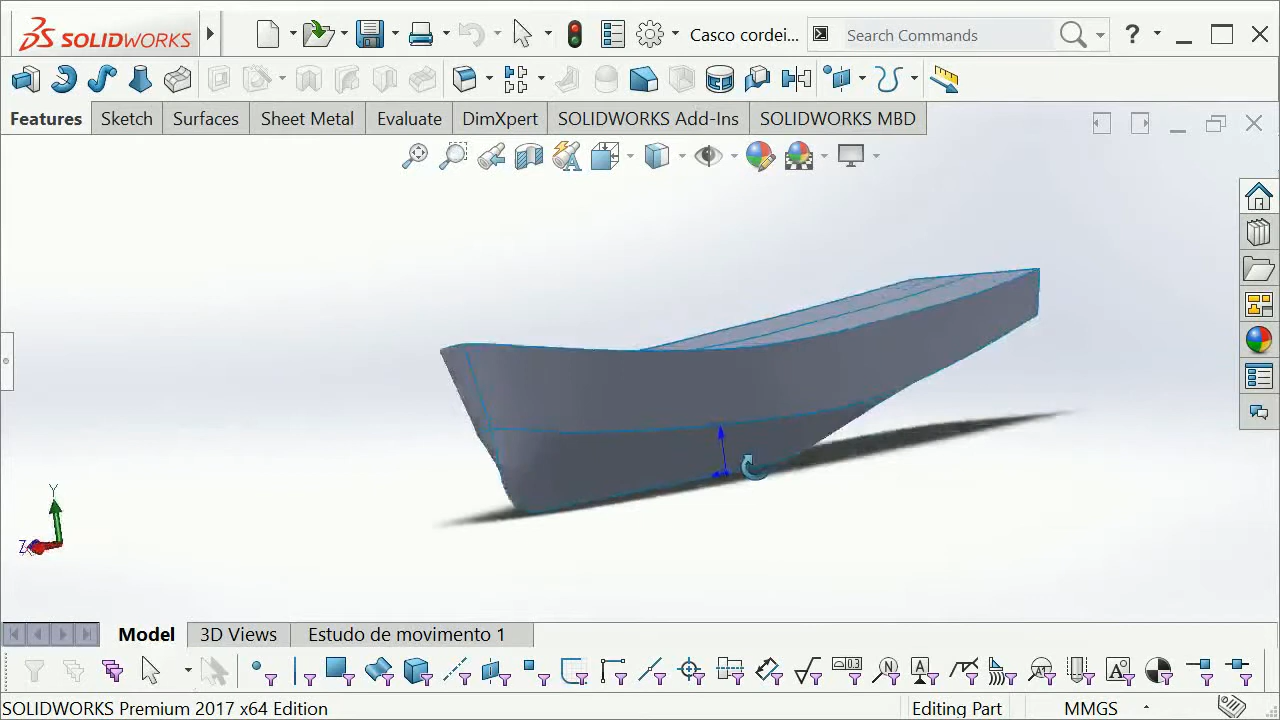 SOLIDWORKS
Casco cordei...
Search Commands
?
Features
Sketch
Surfaces
Sheet Metal
Evaluate
DimXpert
SOLIDWORKS Add-Ins
SOLIDWORKS MBD
Y
Z
Model
3D Views
Estudo de movimento 1
SOLIDWORKS Premium 2017 x64 Edition
Editing Part
MMGS